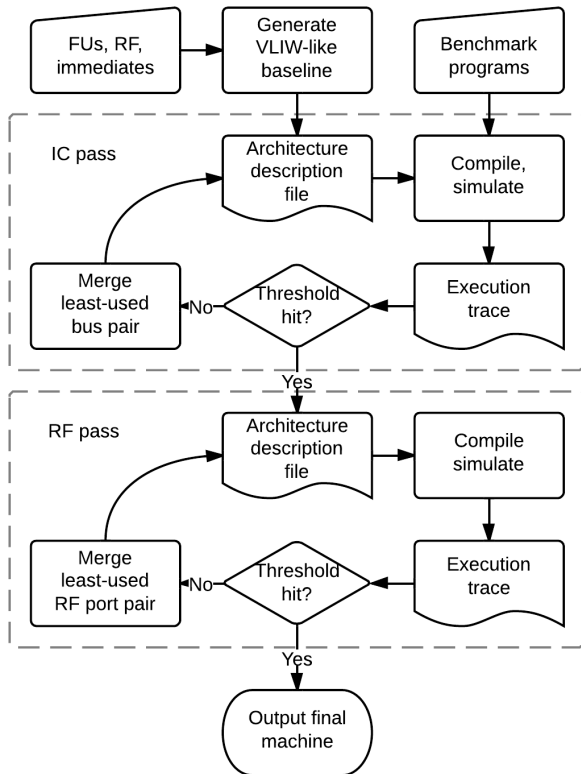 FUs, RF,
immediates
Generate
VLIW-like
baseline
Benchmark
programs
IC pass
Architecture
description
file
Compile,
simulate
Merge
least-used
bus pair
No
Threshold
hit?
Execution
trace
Yes
RF pass
Architecture
description
file
Compile
simulate
Merge
least-used
RF port pair
No
Threshold
hit?
Execution
trace
Yes
Output final
machine